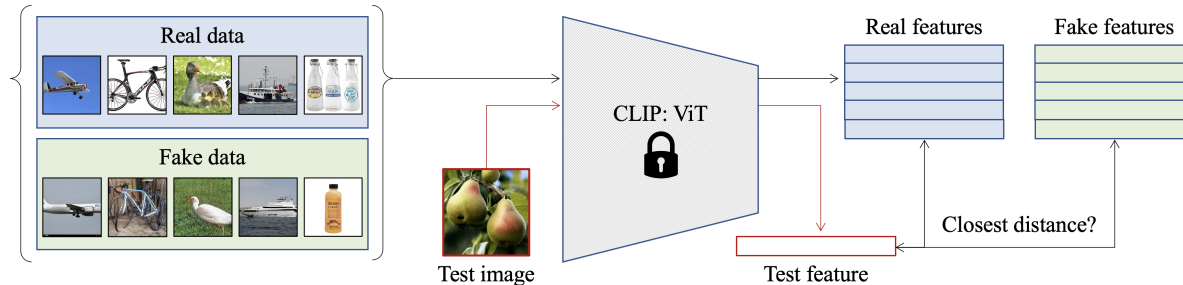 Real data
Fake data
Test image
CLIP: ViT
Real features
Fake features
Closest distance?
Test feature